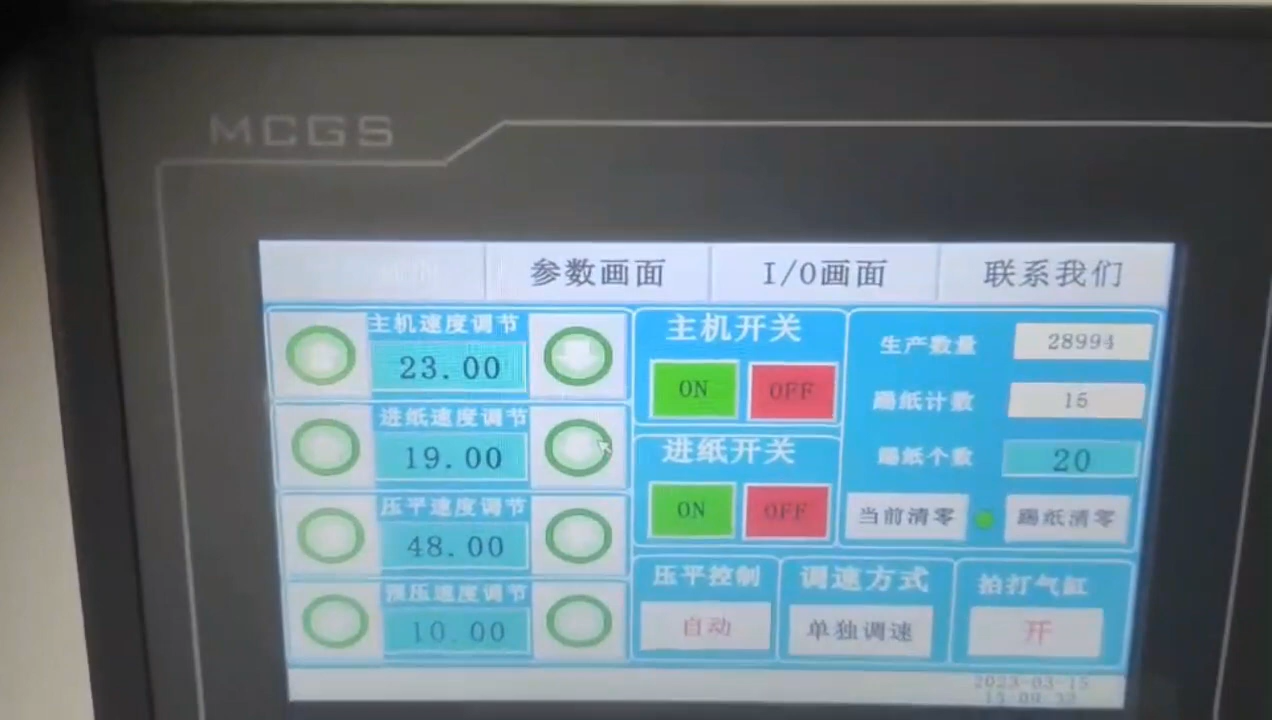 MCGS
参数画面
I/O画面
联系我们
主机速度调节
23.00
进纸速度调节
19.00
压平速度调节
48.00
预压速度调节
10.00
主机开关
ON
OFF
进纸开关
ON
OFF
生产数量
28994
踢纸计数
15
踢纸个数
20
当前清零
踢纸清零
压平控制
自动
调速方式
单独调速
拍打气缸
开
2023-03-15